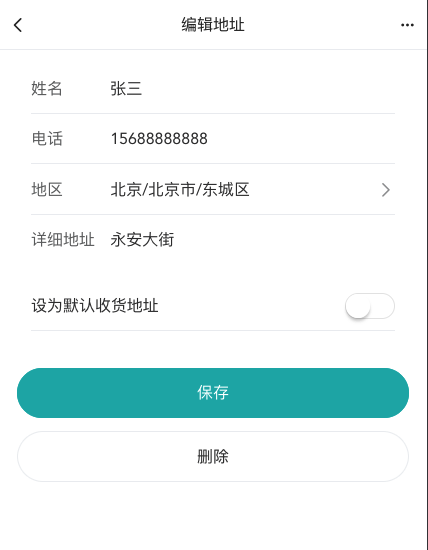 编辑地址
姓名 张三
电话 15688888888
地区 北京/北京市/东城区
详细地址 永安大街
设为默认收货地址
保存
删除